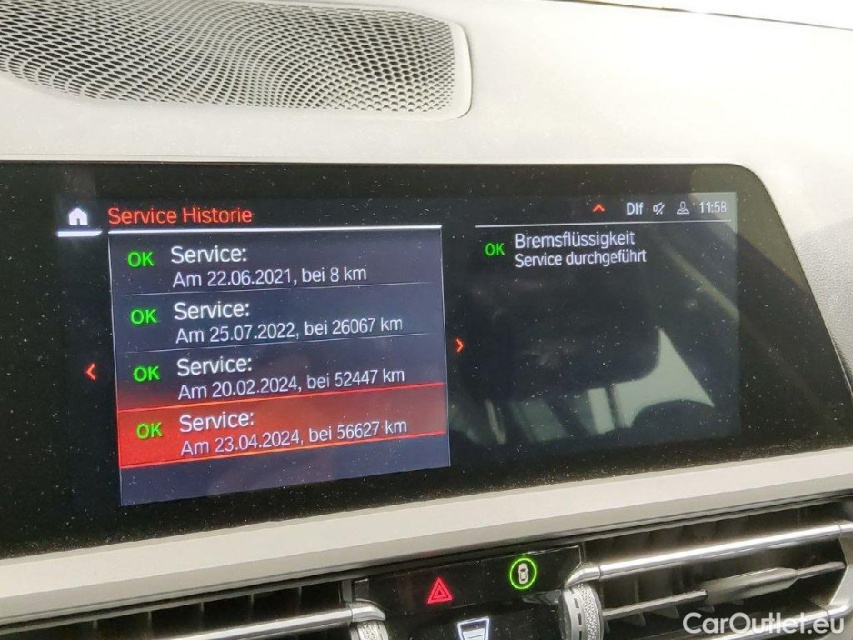 Service Historie
Dlf 11:58
OK Service:
Am 22.06.2021, bei 8 km
OK Service:
Am 25.07.2022, bei 26067 km
OK Service:
Am 20.02.2024, bei 52447 km
OK Service:
Am 23.04.2024, bei 56627 km
OK Bremsflüssigkeit
Service durchgeführt
CarOutlet.eu